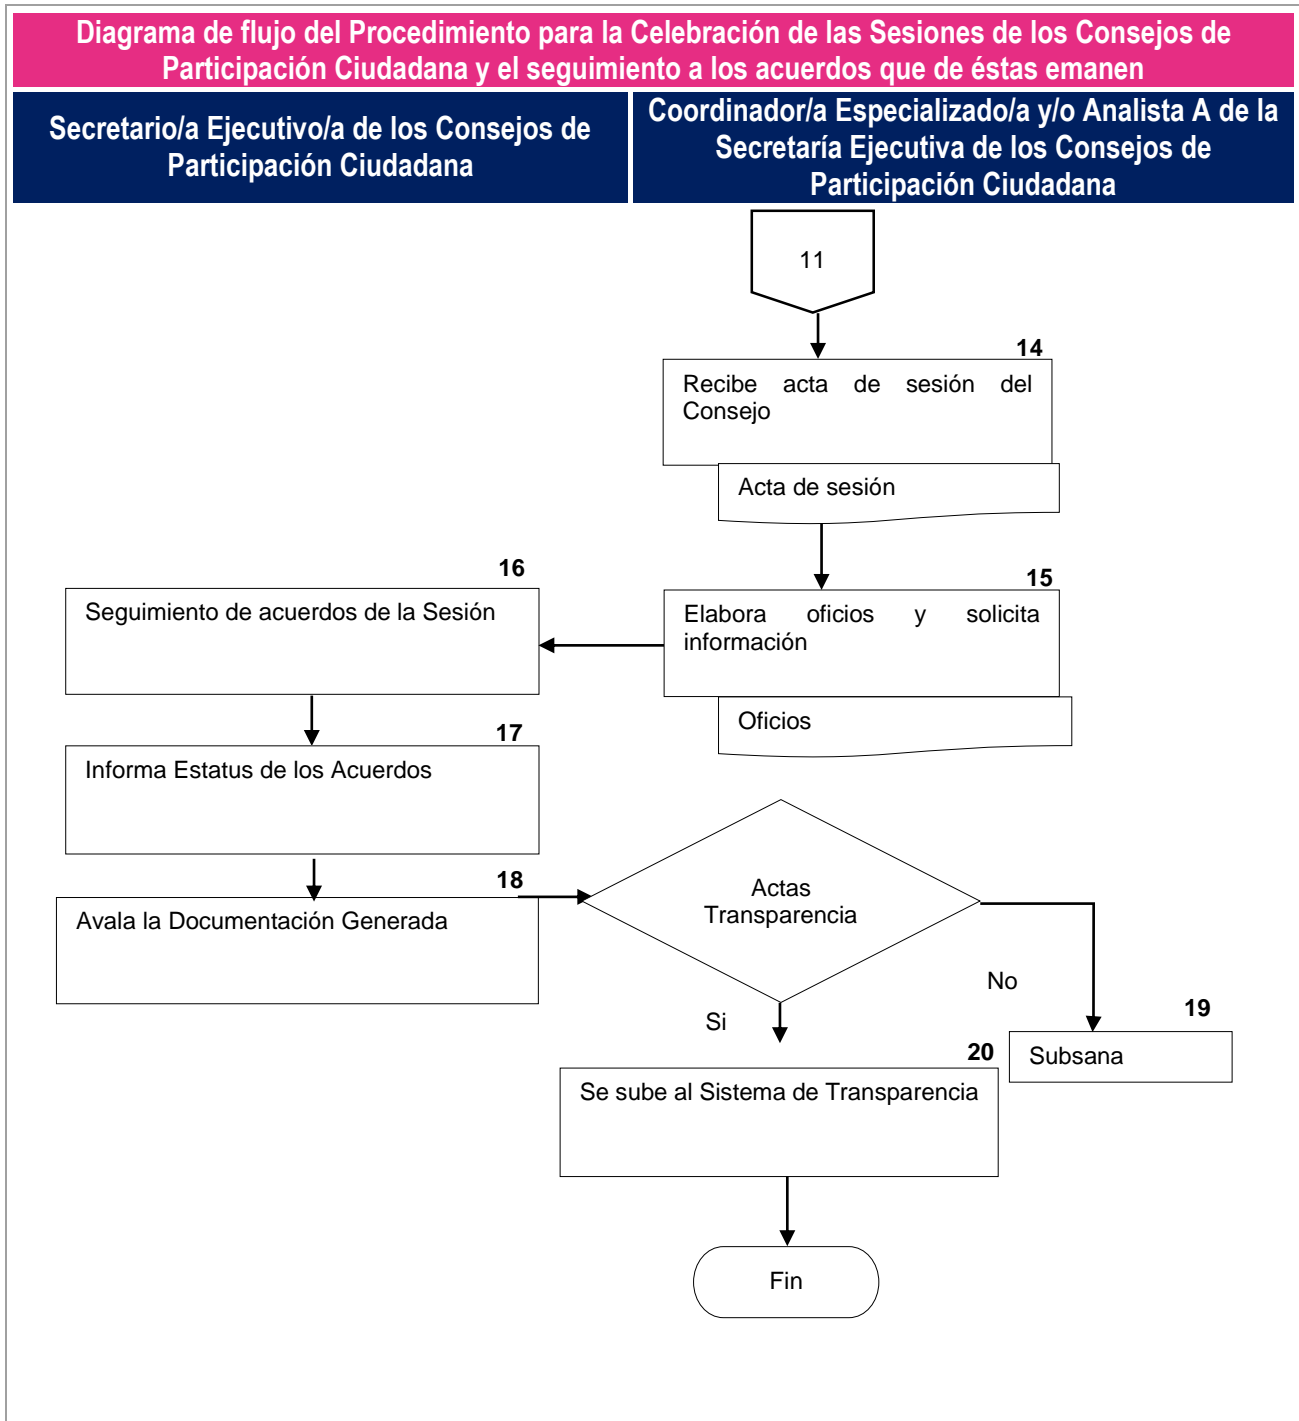 Diagrama de flujo del Procedimiento para la Celebración de las Sesiones de los Consejos de
Participación Ciudadana y el seguimiento a los acuerdos que de éstas emanen
Secretario/a Ejecutivo/a de los Consejos de
Participación Ciudadana
Coordinador/a Especializado/a y/o Analista A de la
Secretaría Ejecutiva de los Consejos de
Participación Ciudadana
11
14
Recibe acta de sesión del
Consejo
Acta de sesión
15
Elabora oficios y solicita
información
Oficios
16
Seguimiento de acuerdos de la Sesión
17
Informa Estatus de los Acuerdos
18
Avala la Documentación Generada
Actas
Transparencia
No
Si
19
Subsana
20
Se sube al Sistema de Transparencia
Fin